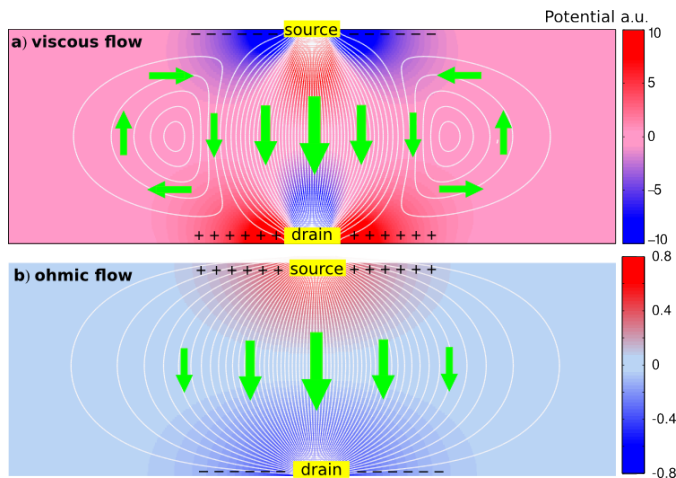 Potential a.u.
a) viscous flow
− − − − − − source − − − − − −
10
5
0
−5
−10
+ + + + + + drain + + + + + +
b) ohmic flow
+ + + + + + source + + + + + +
0.8
0.4
0
-0.4
-0.8
− − − − − − drain − − − − − −